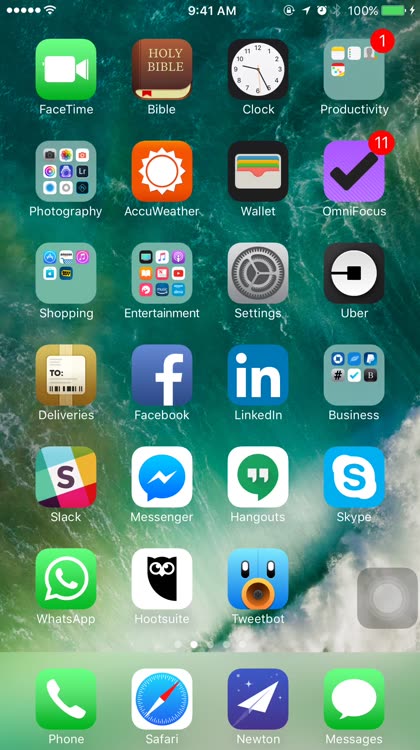 9:41 AM 100%
HOLY
BIBLE
1
FaceTime Bible Clock Productivity
11
Photography AccuWeather Wallet OmniFocus
Shopping Entertainment Settings Uber
TO:
Deliveries Facebook LinkedIn Business
Slack Messenger Hangouts Skype
WhatsApp Hootsuite Tweetbot
Phone Safari Newton Messages